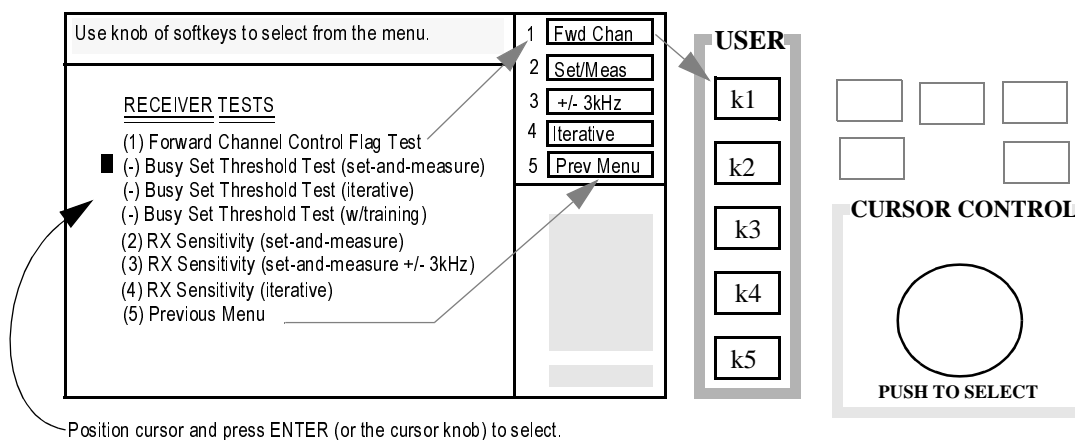 Use knob of softkeys to select from the menu.
RECEIVER TESTS
(1) Forward Channel Control Flag Test
(-) Busy Set Threshold Test (set-and-measure)
(-) Busy Set Threshold Test (iterative)
(-) Busy Set Threshold Test (w/training)
(2) RX Sensitivity (set-and-measure)
(3) RX Sensitivity (set-and-measure +/- 3kHz)
(4) RX Sensitivity (iterative)
(5) Previous Menu
1 Fwd Chan
2 Set/Meas
3 +/- 3kHz
4 Iterative
5 Prev Menu
USER
k1
k2
k3
k4
k5
CURSOR CONTROL
PUSH TO SELECT
Position cursor and press ENTER (or the cursor knob) to select.